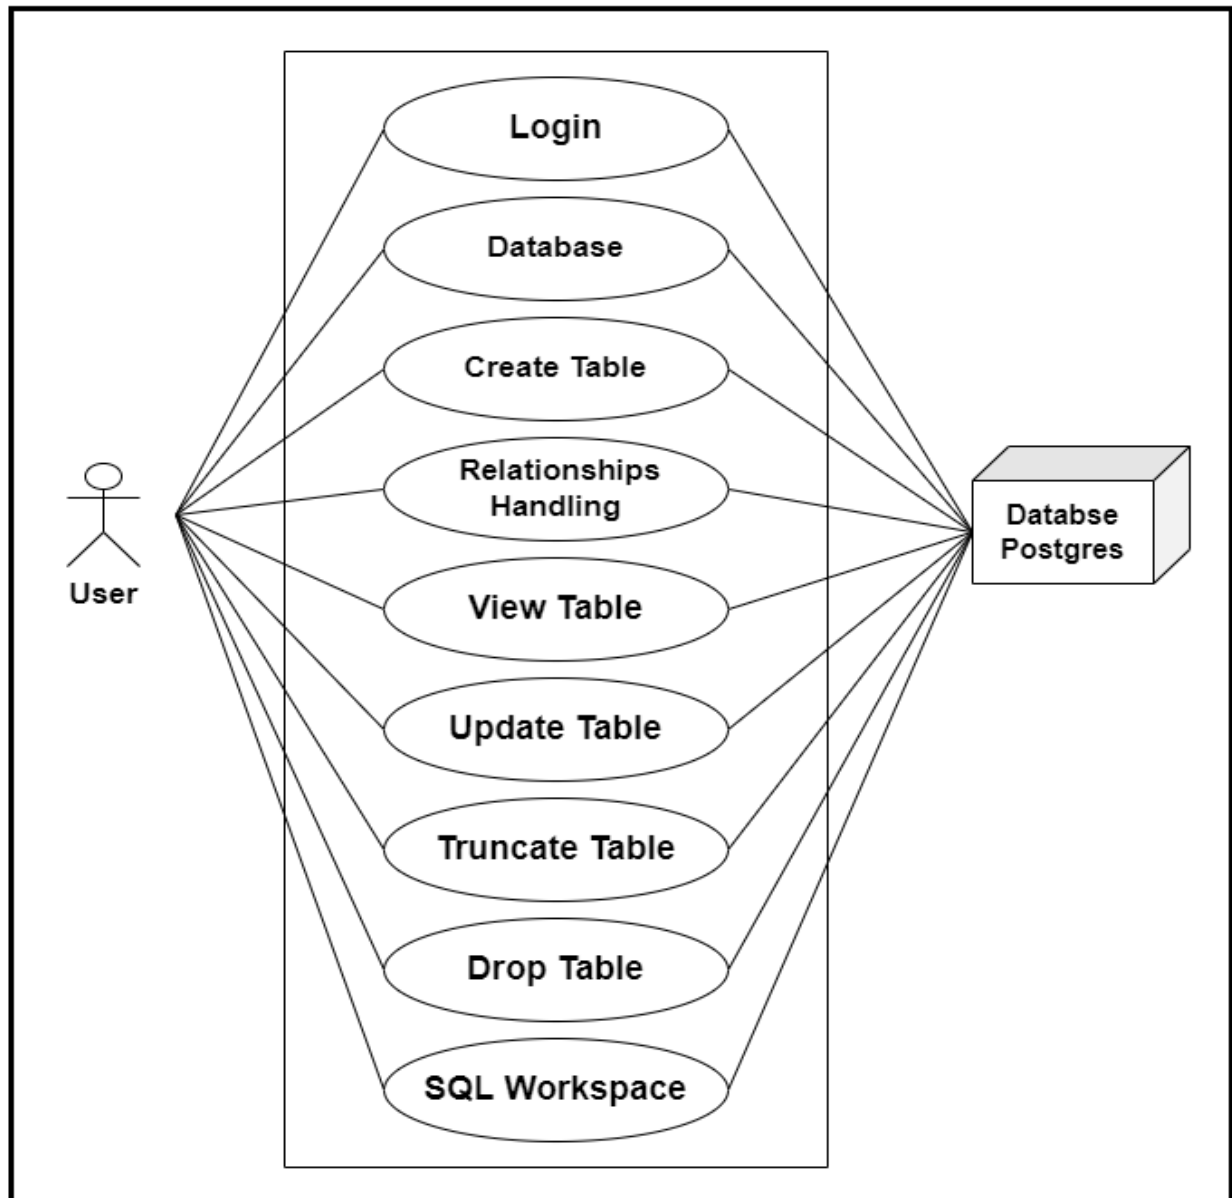 Login
Database
Create Table
Relationships
Handling
View Table
Update Table
Truncate Table
Drop Table
SQL Workspace
User
Databse
Postgres